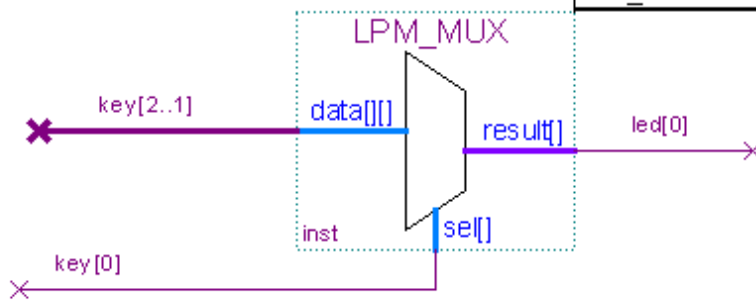 LPM_MUX
key[2..1]
data[][]
result[]
led[0]
inst
sel[]
key[0]